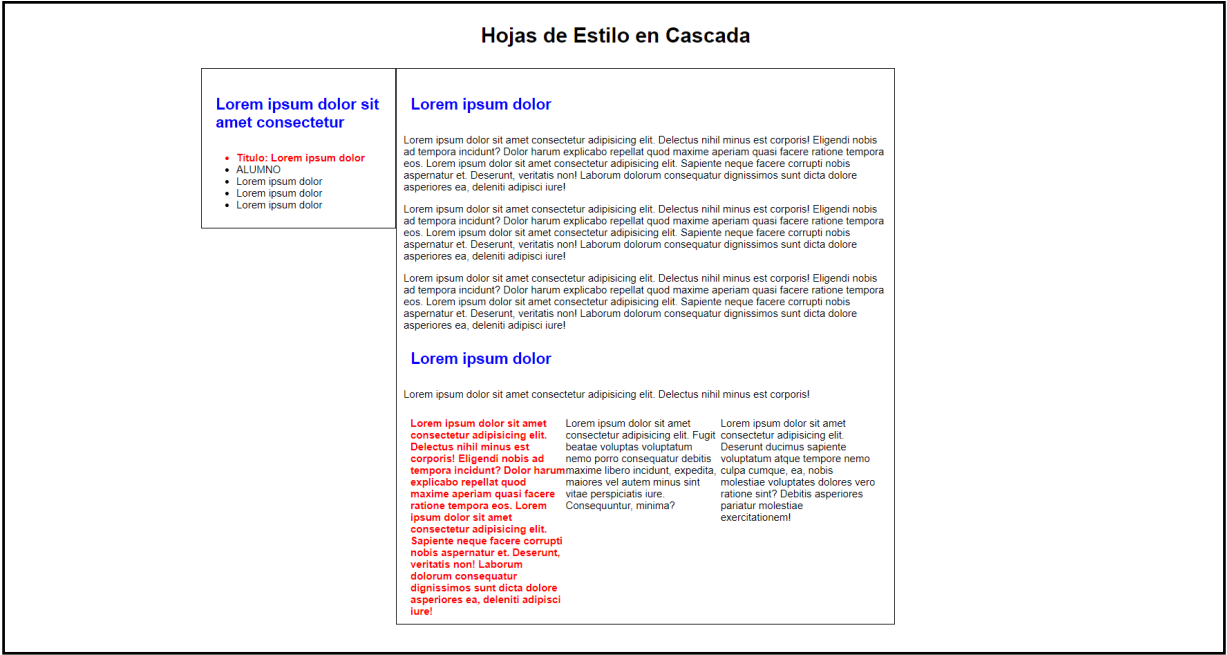 Hojas de Estilo en Cascada
Lorem ipsum dolor sit
amet consectetur
Titulo: Lorem ipsum dolor
ALUMNO
Lorem ipsum dolor
Lorem ipsum dolor
Lorem ipsum dolor
Lorem ipsum dolor
Lorem ipsum dolor sit amet consectetur adipisicing elit. Delectus nihil minus est corporis! Eligendi nobis
ad tempora incidunt? Dolor harum explicabo repellat quod maxime aperiam quasi facere ratione tempora
eos. Lorem ipsum dolor sit amet consectetur adipisicing elit. Sapiente neque facere corrupti nobis
aspernatur et. Deserunt, veritatis non! Laborum dolorum consequatur dignissimos sunt dicta dolore
asperiores ea, deleniti adipisci iure!
Lorem ipsum dolor sit amet consectetur adipisicing elit. Delectus nihil minus est corporis! Eligendi nobis
ad tempora incidunt? Dolor harum explicabo repellat quod maxime aperiam quasi facere ratione tempora
eos. Lorem ipsum dolor sit amet consectetur adipisicing elit. Sapiente neque facere corrupti nobis
aspernatur et. Deserunt, veritatis non! Laborum dolorum consequatur dignissimos sunt dicta dolore
asperiores ea, deleniti adipisci iure!
Lorem ipsum dolor sit amet consectetur adipisicing elit. Delectus nihil minus est corporis! Eligendi nobis
ad tempora incidunt? Dolor harum explicabo repellat quod maxime aperiam quasi facere ratione tempora
eos. Lorem ipsum dolor sit amet consectetur adipisicing elit. Sapiente neque facere corrupti nobis
aspernatur et. Deserunt, veritatis non! Laborum dolorum consequatur dignissimos sunt dicta dolore
asperiores ea, deleniti adipisci iure!
Lorem ipsum dolor
Lorem ipsum dolor sit amet consectetur adipisicing elit. Delectus nihil minus est corporis!
Lorem ipsum dolor sit amet
consectetur adipisicing elit.
Delectus nihil minus est
corporis! Eligendi nobis ad
tempora incidunt? Dolor harum
explicabo repellat quod
maxime aperiam quasi facere
ratione tempora eos. Lorem
ipsum dolor sit amet
consectetur adipisicing elit.
Sapiente neque facere corrupti
nobis aspernatur et. Deserunt,
veritatis non! Laborum
dolorum consequatur
dignissimos sunt dicta dolore
asperiores ea, deleniti adipisci
iure!
Lorem ipsum dolor sit amet
consectetur adipisicing elit. Fugit
beatae voluptas voluptatum
nemo porro consequatur debitis
maxime libero incidunt, expedita,
maiores vel autem minus sint
vitae perspiciatis iure.
Consequuntur, minima?
Lorem ipsum dolor sit amet
consectetur adipisicing elit.
Deserunt ducimus sapiente
voluptatum atque tempore nemo
culpa cumque, ea, nobis
molestiae voluptates dolores vero
ratione sint? Debitis asperiores
pariatur molestiae
exercitationem!